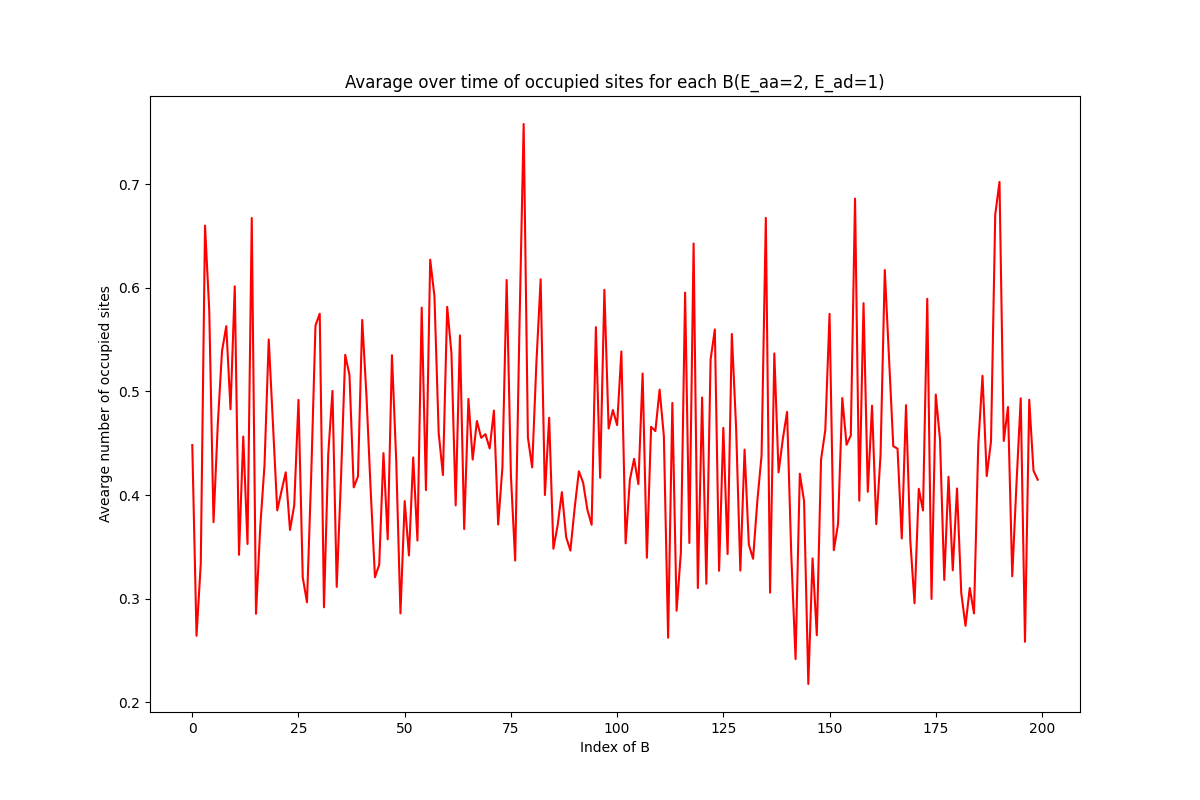 Avarage over time of occupied sites for each B(E_aa=2, E_ad=1)
Avearge number of occupied sites
0.7
0.6
0.5
0.4
0.3
0.2
0 25 50 75 100 125 150 175 200
Index of B